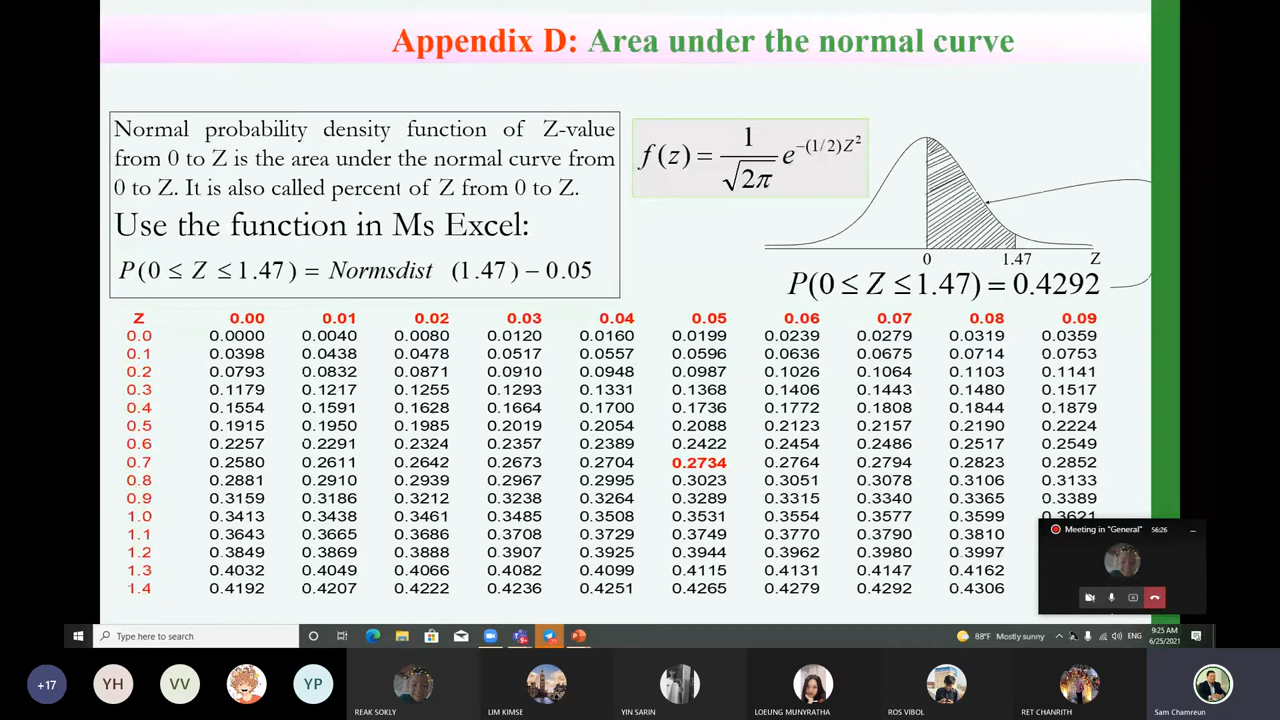 Appendix D: Area under the normal curve
Normal probability density function of Z-value
from 0 to Z is the area under the normal curve from
0 to Z. It is also called percent of Z from 0 to Z.
Use the function in Ms Excel:
P(0 ≤ Z ≤ 1.47) = Normsdist (1.47) − 0.05
f(z) = 1/√2π e^−(1/2)Z²
0 1.47 Z
P(0 ≤ Z ≤ 1.47) = 0.4292
Z 0.00 0.01 0.02 0.03 0.04 0.05 0.06 0.07 0.08 0.09
0.0 0.0000 0.0040 0.0080 0.0120 0.0160 0.0199 0.0239 0.0279 0.0319 0.0359
0.1 0.0398 0.0438 0.0478 0.0517 0.0557 0.0596 0.0636 0.0675 0.0714 0.0753
0.2 0.0793 0.0832 0.0871 0.0910 0.0948 0.0987 0.1026 0.1064 0.1103 0.1141
0.3 0.1179 0.1217 0.1255 0.1293 0.1331 0.1368 0.1406 0.1443 0.1480 0.1517
0.4 0.1554 0.1591 0.1628 0.1664 0.1700 0.1736 0.1772 0.1808 0.1844 0.1879
0.5 0.1915 0.1950 0.1985 0.2019 0.2054 0.2088 0.2123 0.2157 0.2190 0.2224
0.6 0.2257 0.2291 0.2324 0.2357 0.2389 0.2422 0.2454 0.2486 0.2517 0.2549
0.7 0.2580 0.2611 0.2642 0.2673 0.2704 0.2734 0.2764 0.2794 0.2823 0.2852
0.8 0.2881 0.2910 0.2939 0.2967 0.2995 0.3023 0.3051 0.3078 0.3106 0.3133
0.9 0.3159 0.3186 0.3212 0.3238 0.3264 0.3289 0.3315 0.3340 0.3365 0.3389
1.0 0.3413 0.3438 0.3461 0.3485 0.3508 0.3531 0.3554 0.3577 0.3599 0.3621
1.1 0.3643 0.3665 0.3686 0.3708 0.3729 0.3749 0.3770 0.3790 0.3810
1.2 0.3849 0.3869 0.3888 0.3907 0.3925 0.3944 0.3962 0.3980 0.3997
1.3 0.4032 0.4049 0.4066 0.4082 0.4099 0.4115 0.4131 0.4147 0.4162
1.4 0.4192 0.4207 0.4222 0.4236 0.4251 0.4265 0.4279 0.4292 0.4306
Meeting in "General" 56:26
Type here to search
88°F Mostly sunny
ENG
9:25 AM
6/25/2021
+17 YH VV YP
REAK SOKLY LIM KIMSE YIN SARIN LOEUNG MUNYRATHA ROS VIBOL RET CHANRITH Sam Chamreun